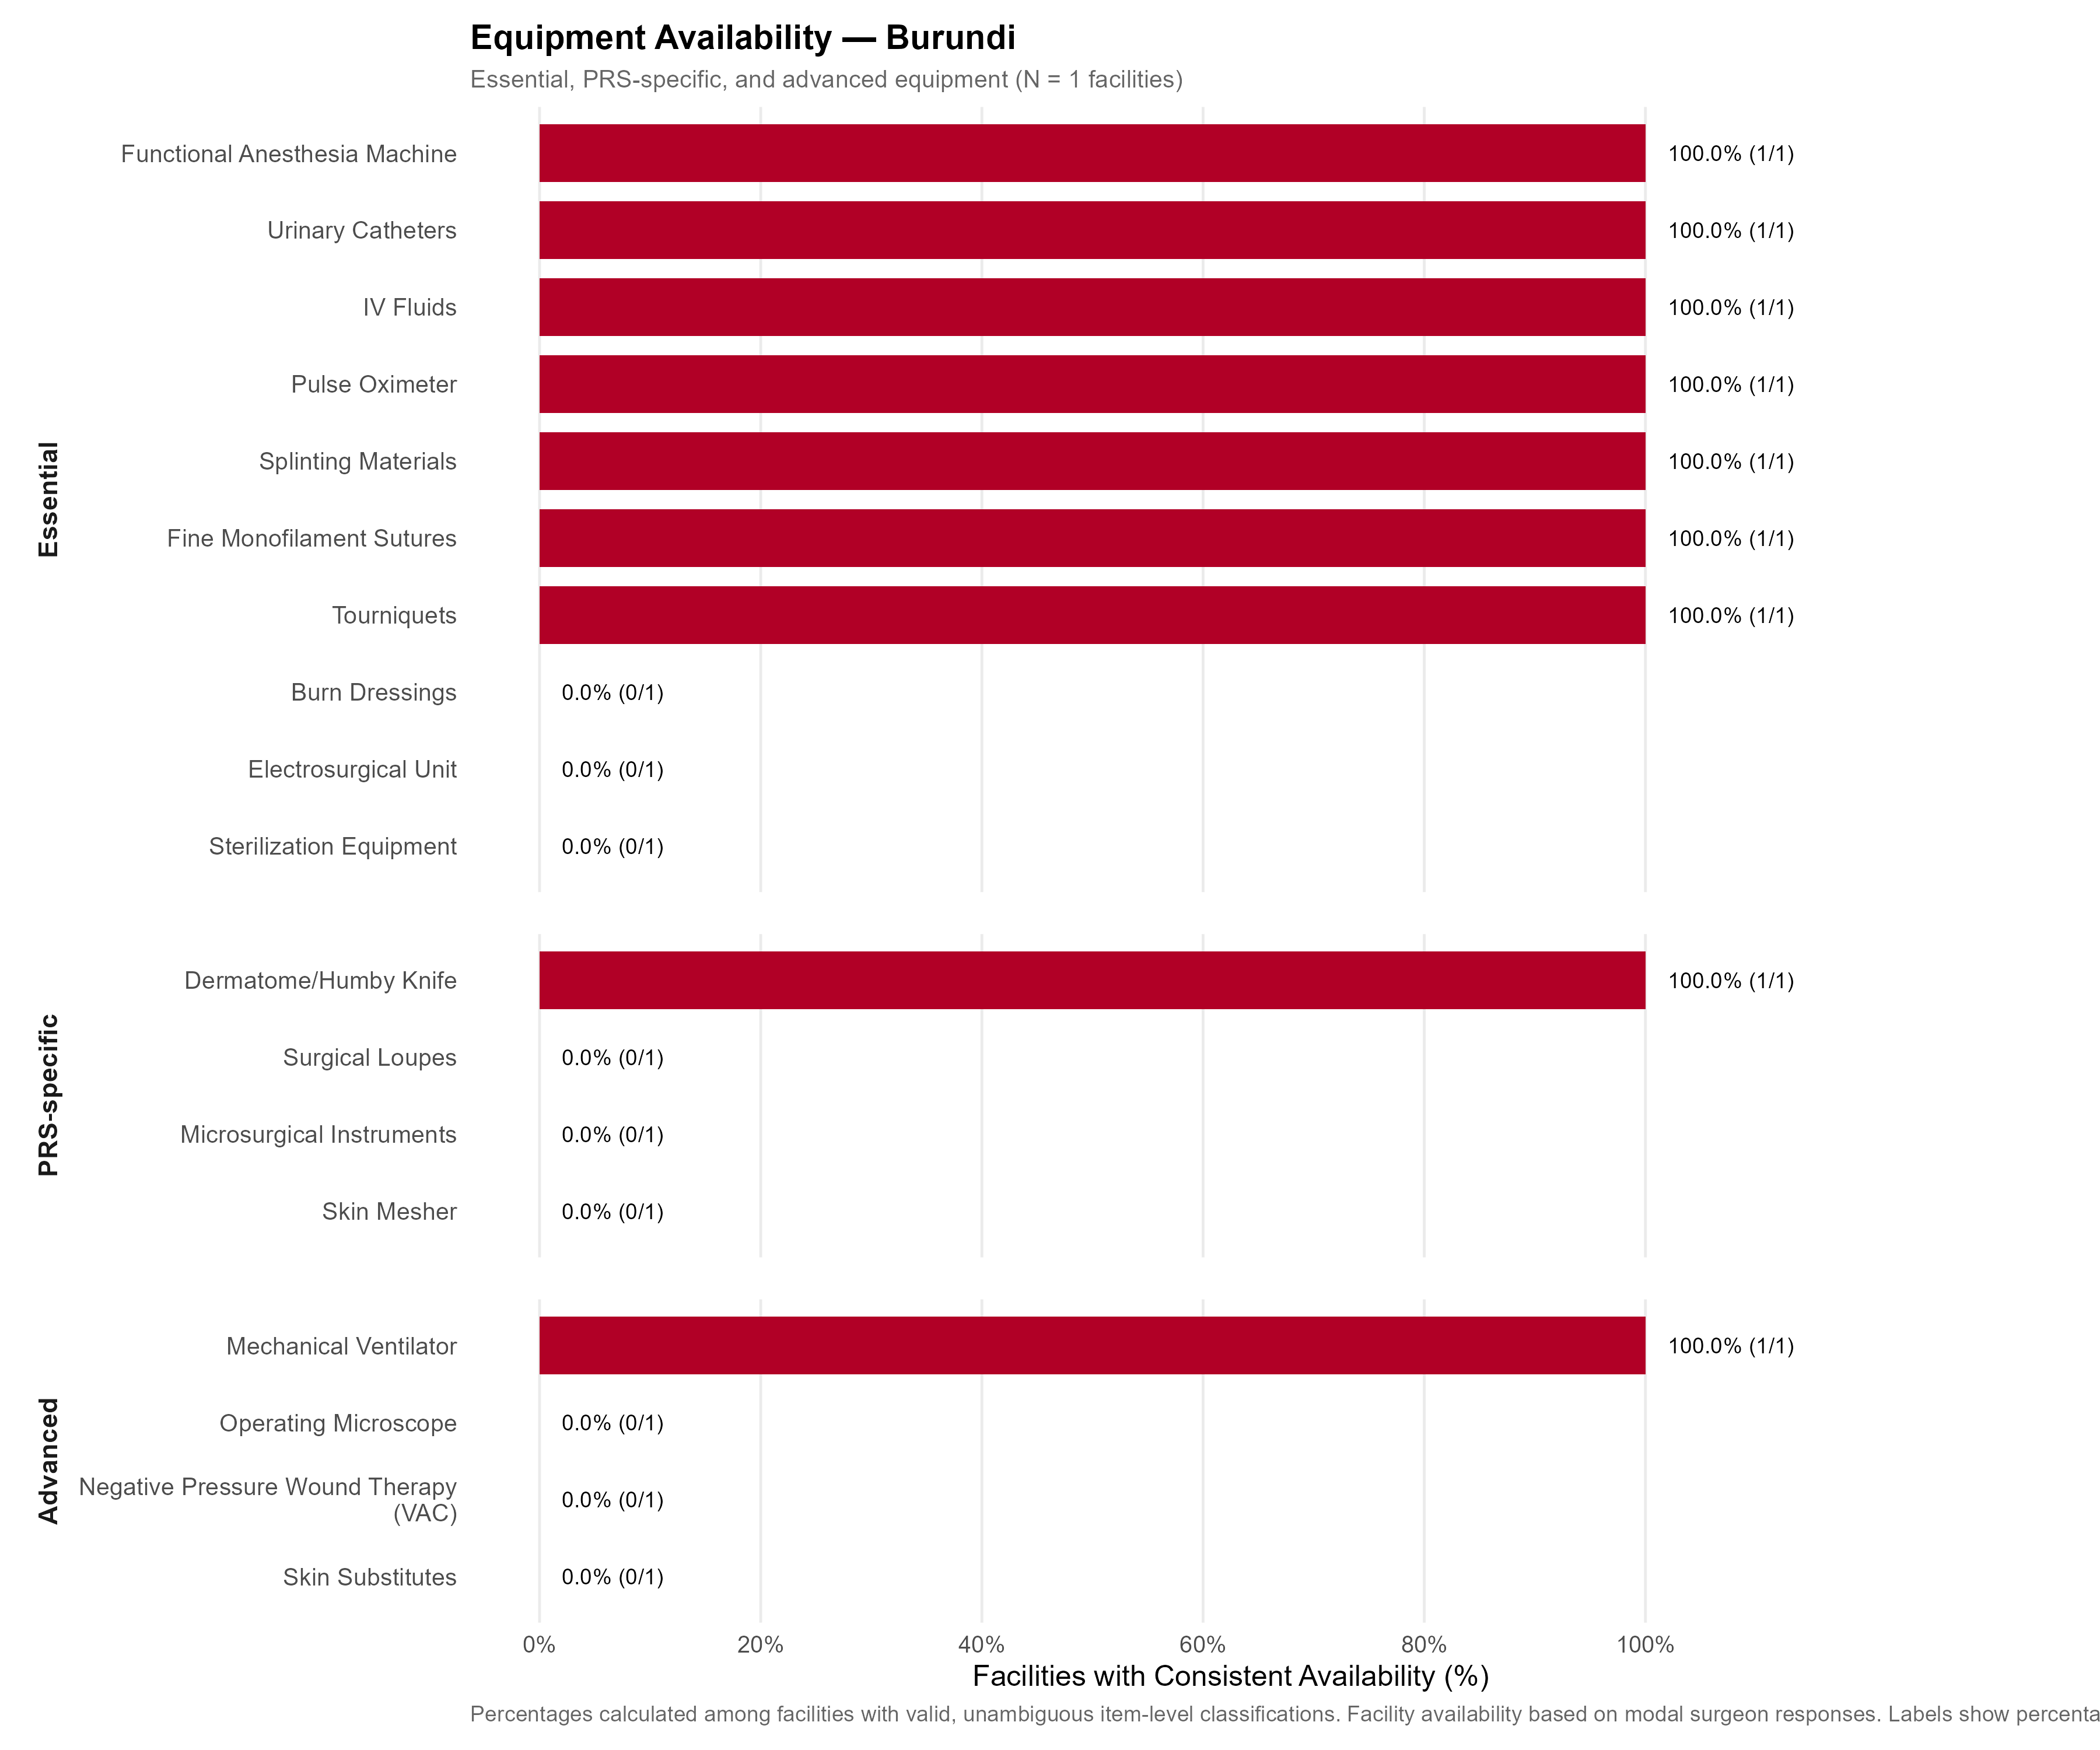 Equipment Availability — Burundi
Essential, PRS-specific, and advanced equipment (N = 1 facilities)
Essential
Functional Anesthesia Machine 100.0% (1/1)
Urinary Catheters 100.0% (1/1)
IV Fluids 100.0% (1/1)
Pulse Oximeter 100.0% (1/1)
Splinting Materials 100.0% (1/1)
Fine Monofilament Sutures 100.0% (1/1)
Tourniquets 100.0% (1/1)
Burn Dressings 0.0% (0/1)
Electrosurgical Unit 0.0% (0/1)
Sterilization Equipment 0.0% (0/1)
PRS-specific
Dermatome/Humby Knife 100.0% (1/1)
Surgical Loupes 0.0% (0/1)
Microsurgical Instruments 0.0% (0/1)
Skin Mesher 0.0% (0/1)
Advanced
Mechanical Ventilator 100.0% (1/1)
Operating Microscope 0.0% (0/1)
Negative Pressure Wound Therapy
(VAC) 0.0% (0/1)
Skin Substitutes 0.0% (0/1)
0% 20% 40% 60% 80% 100%
Facilities with Consistent Availability (%)
Percentages calculated among facilities with valid, unambiguous item-level classifications. Facility availability based on modal surgeon responses. Labels show percenta